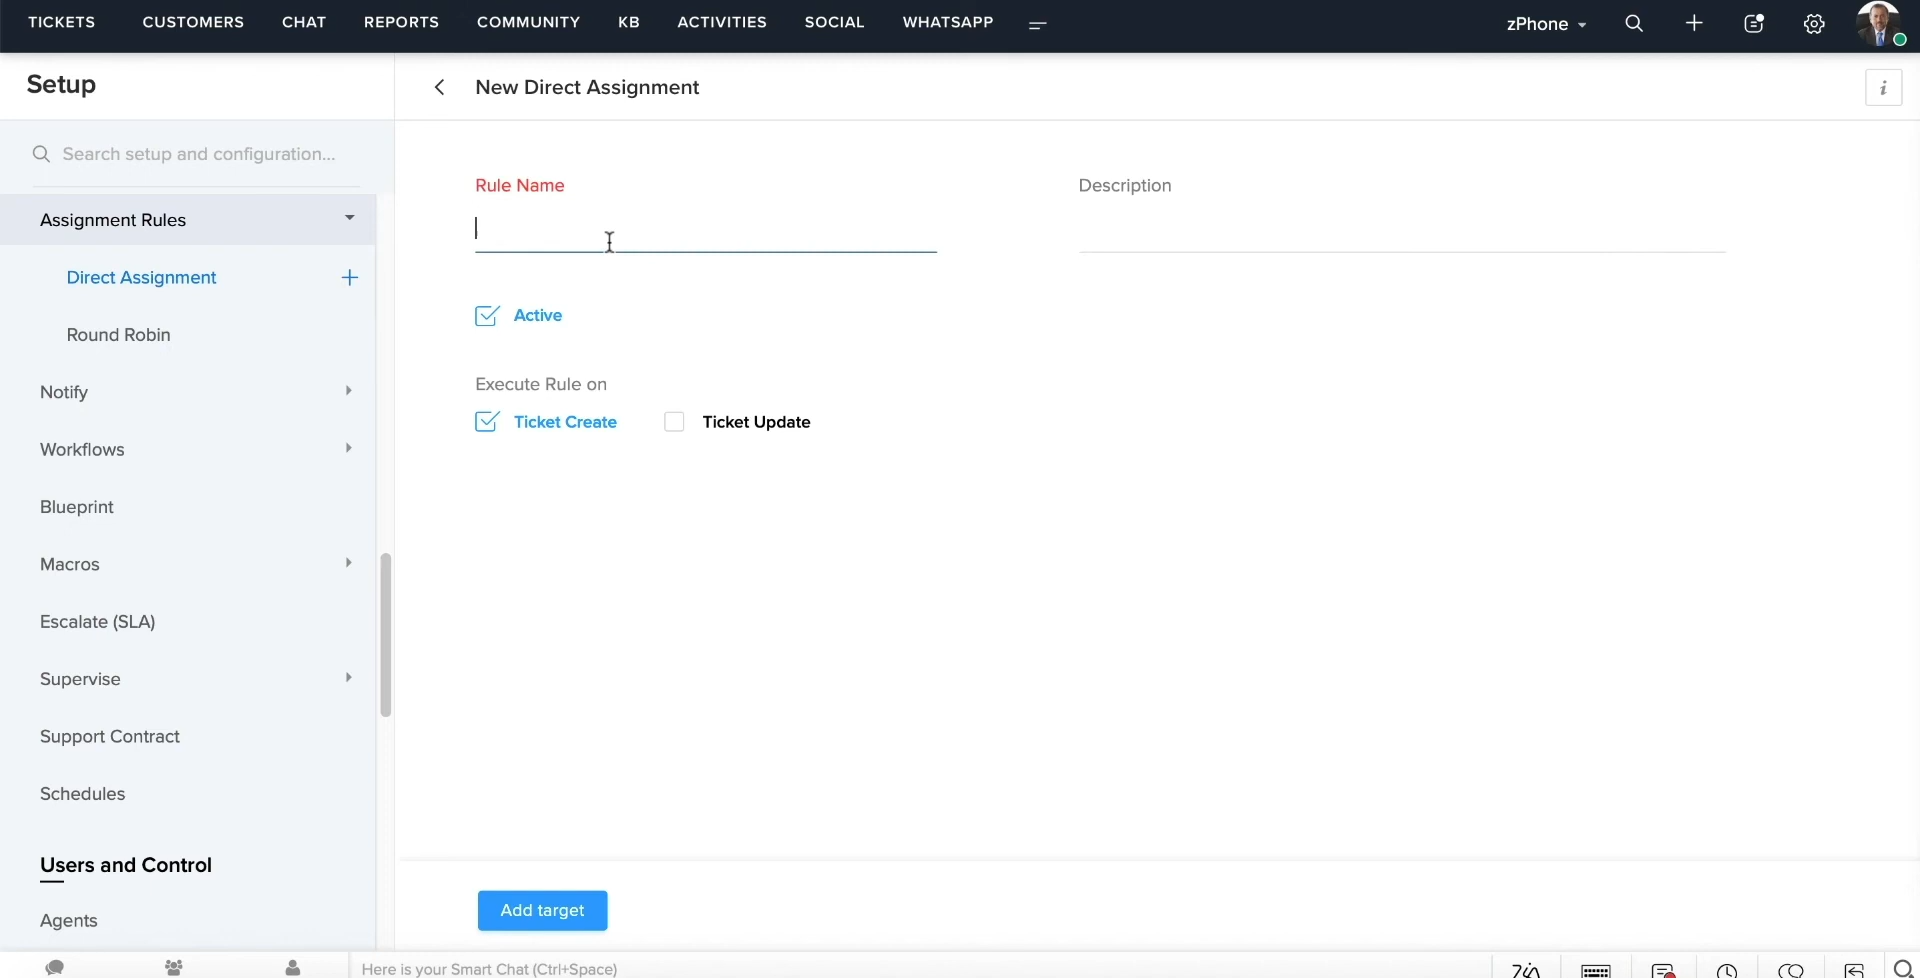 TICKETS CUSTOMERS CHAT REPORTS COMMUNITY KB ACTIVITIES SOCIAL WHATSAPP zPhone
Setup
New Direct Assignment
i
Search setup and configuration...
Rule Name
Description
Assignment Rules
Direct Assignment
Active
Round Robin
Execute Rule on
Notify
Ticket Create
Ticket Update
Workflows
Blueprint
Macros
Escalate (SLA)
Supervise
Support Contract
Schedules
Users and Control
Add target
Agents
Here is your Smart Chat (Ctrl+Space)